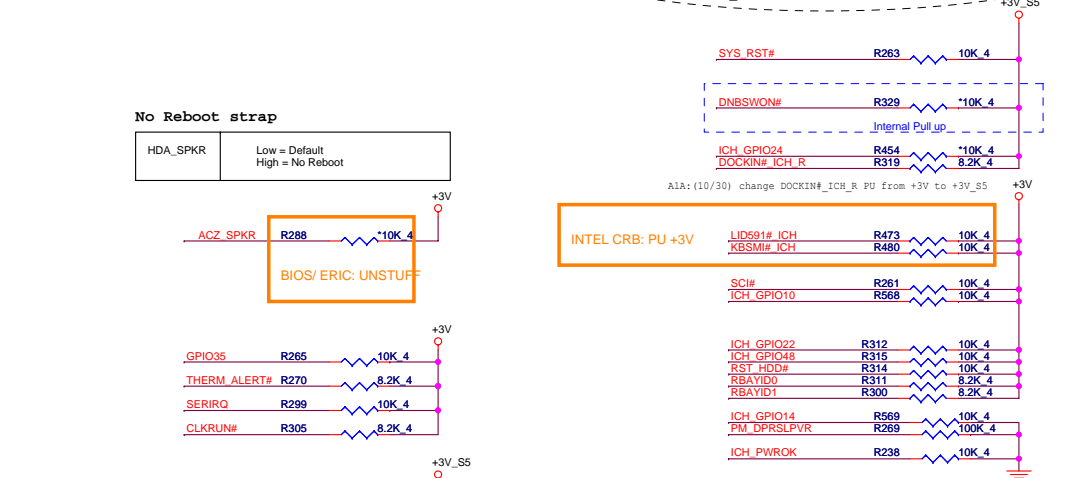 +3V_S5
SYS_RST# R263 10K_4
DNBSWON# R329 *10K_4
Internal Pull up
ICH_GPIO24 R454 *10K_4
DOCKIN#_ICH_R R319 8.2K_4
A1A:(10/30) change DOCKIN#_ICH_R PU from +3V to +3V_S5
No Reboot strap
HDA_SPKR Low = Default
High = No Reboot
+3V
ACZ_SPKR R288 *10K_4
BIOS/ ERIC: UNSTUFF
+3V
INTEL CRB: PU +3V
LID591#_ICH R473 10K_4
KBSMI#_ICH R480 10K_4
SCI# R261 10K_4
ICH_GPIO10 R568 10K_4
+3V
GPIO35 R265 10K_4
THERM_ALERT# R270 8.2K_4
SERIRQ R299 10K_4
CLKRUN# R305 8.2K_4
+3V_S5
ICH_GPIO22 R312 10K_4
ICH_GPIO48 R315 10K_4
RST_HDD# R314 10K_4
RBAYID0 R311 8.2K_4
RBAYID1 R300 8.2K_4
ICH_GPIO14 R569 10K_4
PM_DPRSLPVR R269 100K_4
ICH_PWROK R238 10K_4